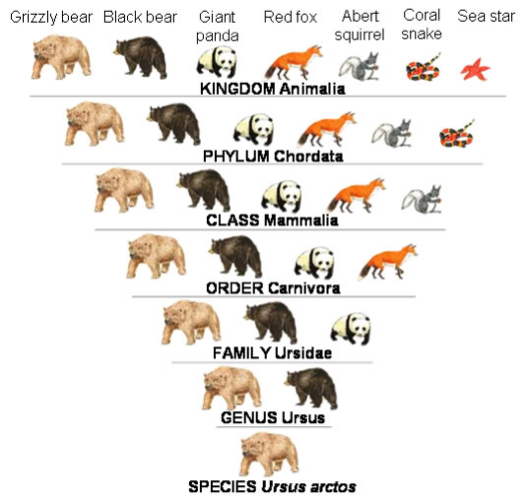 Grizzly bear Black bear Giant panda Red fox Abert squirrel Coral snake Sea star
KINGDOM Animalia
PHYLUM Chordata
CLASS Mammalia
ORDER Carnivora
FAMILY Ursidae
GENUS Ursus
SPECIES Ursus arctos